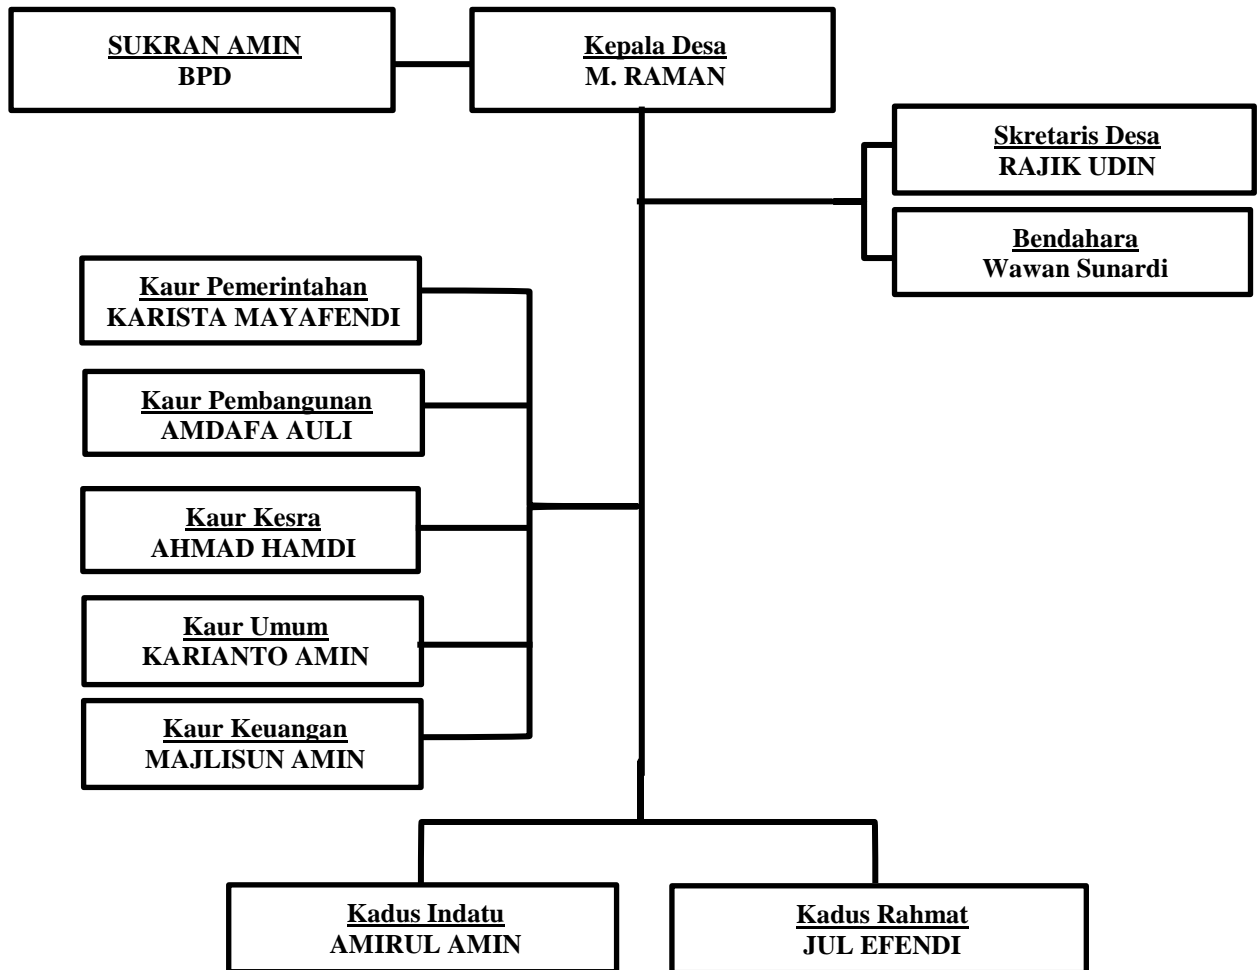 SUKRAN AMIN
BPD
Kepala Desa
M. RAMAN
Skretaris Desa
RAJIK UDIN
Bendahara
Wawan Sunardi
Kaur Pemerintahan
KARISTA MAYAFENDI
Kaur Pembangunan
AMDAFA AULI
Kaur Kesra
AHMAD HAMDI
Kaur Umum
KARIANTO AMIN
Kaur Keuangan
MAJLISUN AMIN
Kadus Indatu
AMIRUL AMIN
Kadus Rahmat
JUL EFENDI